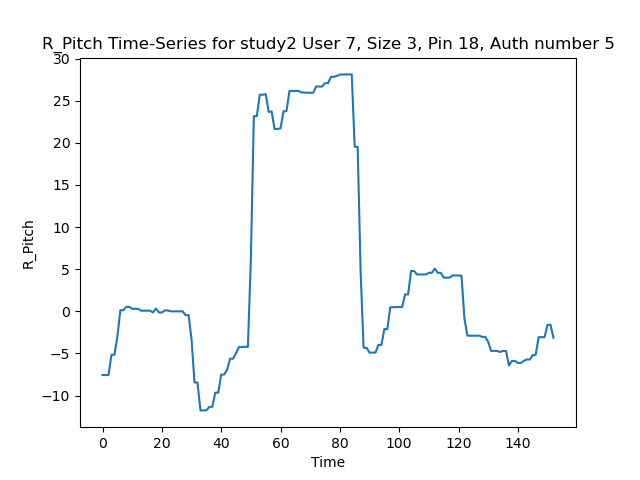 R_Pitch Time-Series for study2 User 7, Size 3, Pin 18, Auth number 5
30
25
20
15
10
5
0
−5
−10
R_Pitch
0 20 40 60 80 100 120 140
Time